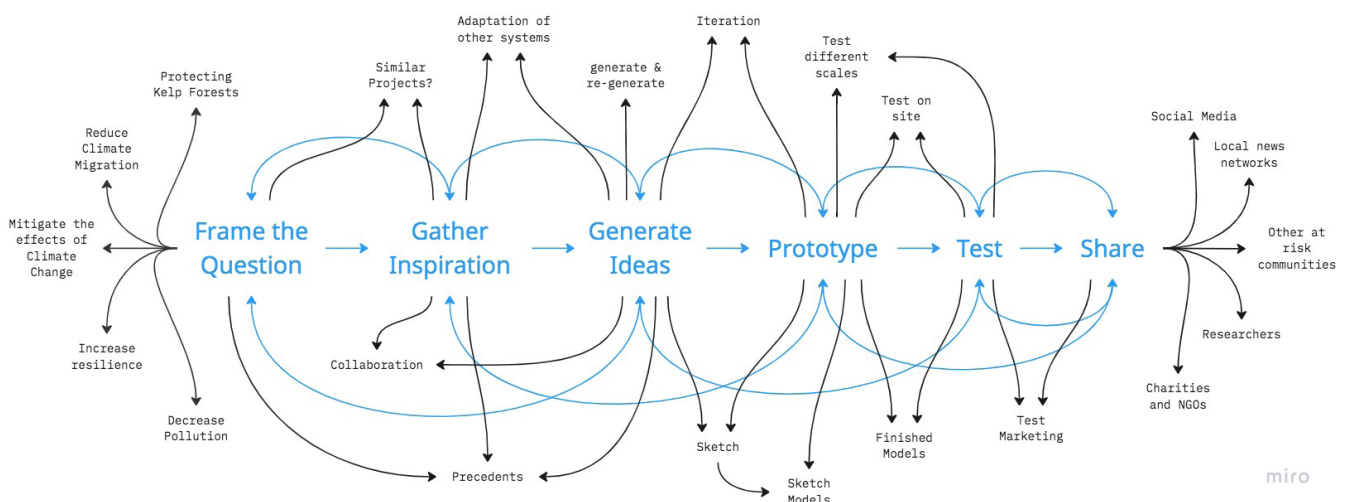 Adaptation of
other systems
Iteration
Test
different
scales
Similar
Projects?
generate &
re-generate
Protecting
Kelp Forests
Test on
site
Social Media
Reduce
Climate
Migration
Local news
networks
Mitigate the
effects of
Climate
Change
Frame the
Question
Gather
Inspiration
Generate
Ideas
Prototype
Test
Share
Other at
risk
communities
Increase
resilience
Collaboration
Researchers
Charities
and NGOs
Decrease
Pollution
Sketch
Finished
Models
Test
Marketing
Precedents
Sketch
Models
miro